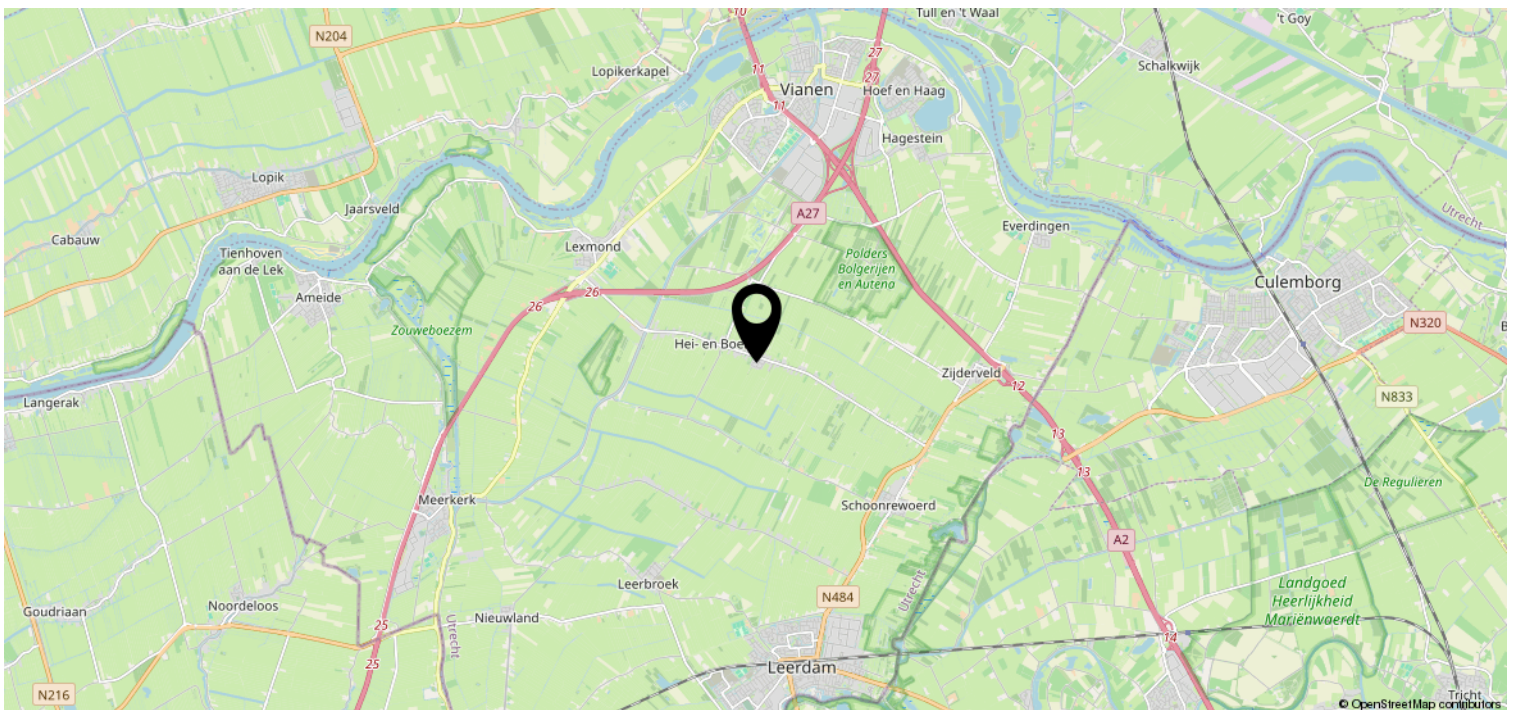 10
Tull en 't Waal
't Goy
N204
27
Lopikerkapel
11
27
Schalkwijk
Vianen
Hoef en Haag
11
Hagestein
Lopik
Jaarsveld
A27
Utrecht
Cabauw
Everdingen
Lexmond
Tienhoven
aan de Lek
Polders
Bolgerijen
en Autena
Culemborg
Ameide
26
26
N320
Zouweboezem
Hei- en Boe
Zijderveld
12
Langerak
N833
13
13
De Regulieren
Meerkerk
Schoonrewoerd
A2
Leerbroek
Utrecht
Landgoed
Heerlijkheid
Mariënwaerdt
N484
Goudriaan
Noordeloos
Nieuwland
25
Utrecht
14
25
Leerdam
N216
Tricht
© OpenStreetMap contributors